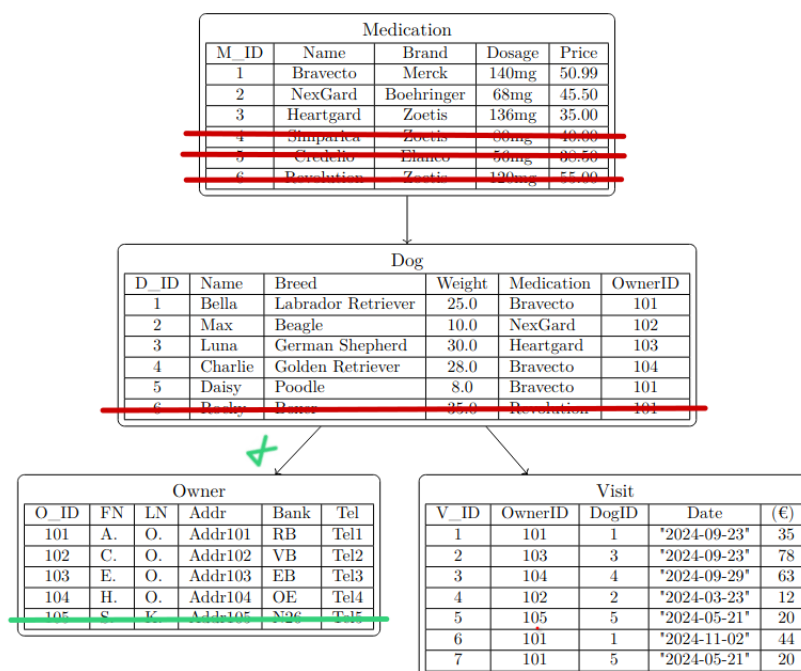 Medication
M_ID Name Brand Dosage Price
1 Bravecto Merck 140mg 50.99
2 NexGard Boehringer 68mg 45.50
3 Heartgard Zoetis 136mg 35.00
4 Simparica Zoetis 80mg 40.00
5 Credelio Elanco 56mg 38.50
6 Revolution Zoetis 120mg 55.00
Dog
D_ID Name Breed Weight Medication OwnerID
1 Bella Labrador Retriever 25.0 Bravecto 101
2 Max Beagle 10.0 NexGard 102
3 Luna German Shepherd 30.0 Heartgard 103
4 Charlie Golden Retriever 28.0 Bravecto 104
5 Daisy Poodle 8.0 Bravecto 101
6 Rocky Boxer 35.0 Revolution 101
Owner
O_ID FN LN Addr Bank Tel
101 A. O. Addr101 RB Tel1
102 C. O. Addr102 VB Tel2
103 E. O. Addr103 EB Tel3
104 H. O. Addr104 OE Tel4
105 S. K. Addr105 N26 Tel5
Visit
V_ID OwnerID DogID Date (€)
1 101 1 "2024-09-23" 35
2 103 3 "2024-09-23" 78
3 104 4 "2024-09-29" 63
4 102 2 "2024-03-23" 12
5 105 5 "2024-05-21" 20
6 101 1 "2024-11-02" 44
7 101 5 "2024-05-21" 20